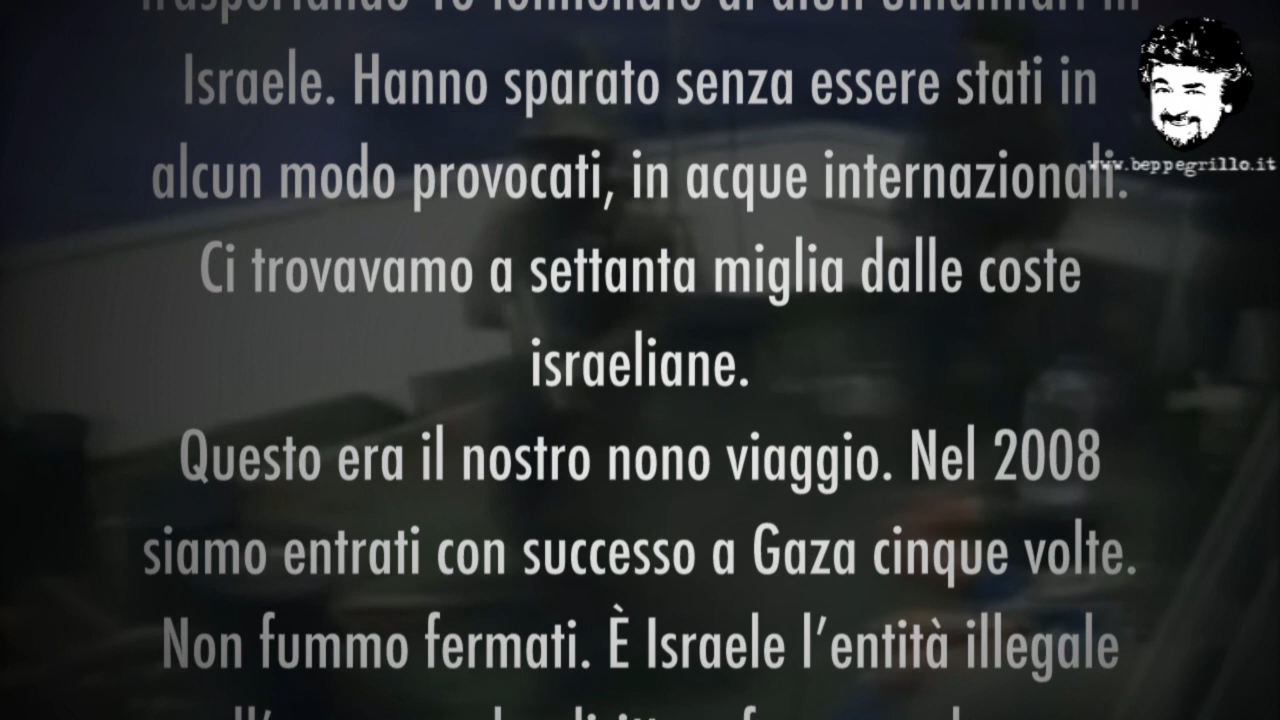 Israele. Hanno sparato senza essere stati in
alcun modo provocati, in acque internazionali.
www.beppegrillo.it
Ci trovavamo a settanta miglia dalle coste
israeliane.
Questo era il nostro nono viaggio. Nel 2008
siamo entrati con successo a Gaza cinque volte.
Non fummo fermati. È Israele l’entità illegale